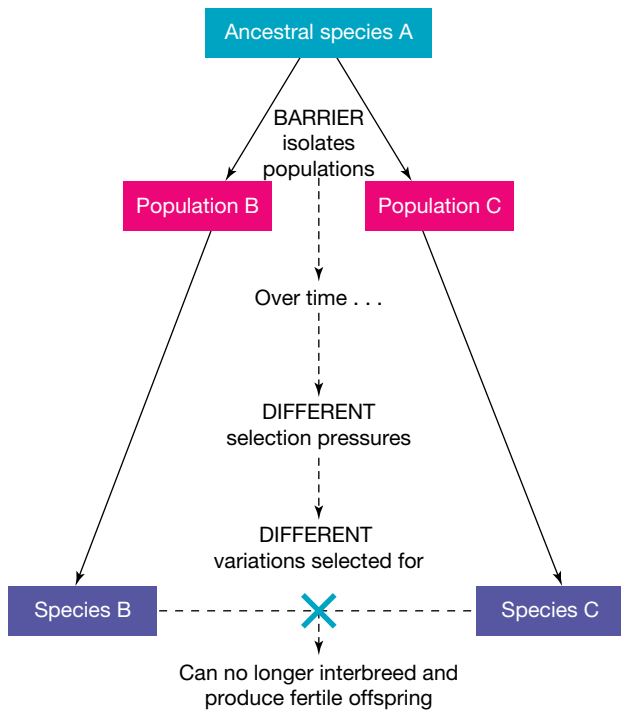 Ancestral species A
BARRIER
isolates
populations
Population B
Population C
Over time . . .
DIFFERENT
selection pressures
DIFFERENT
variations selected for
Species B
Species C
Can no longer interbreed and
produce fertile offspring